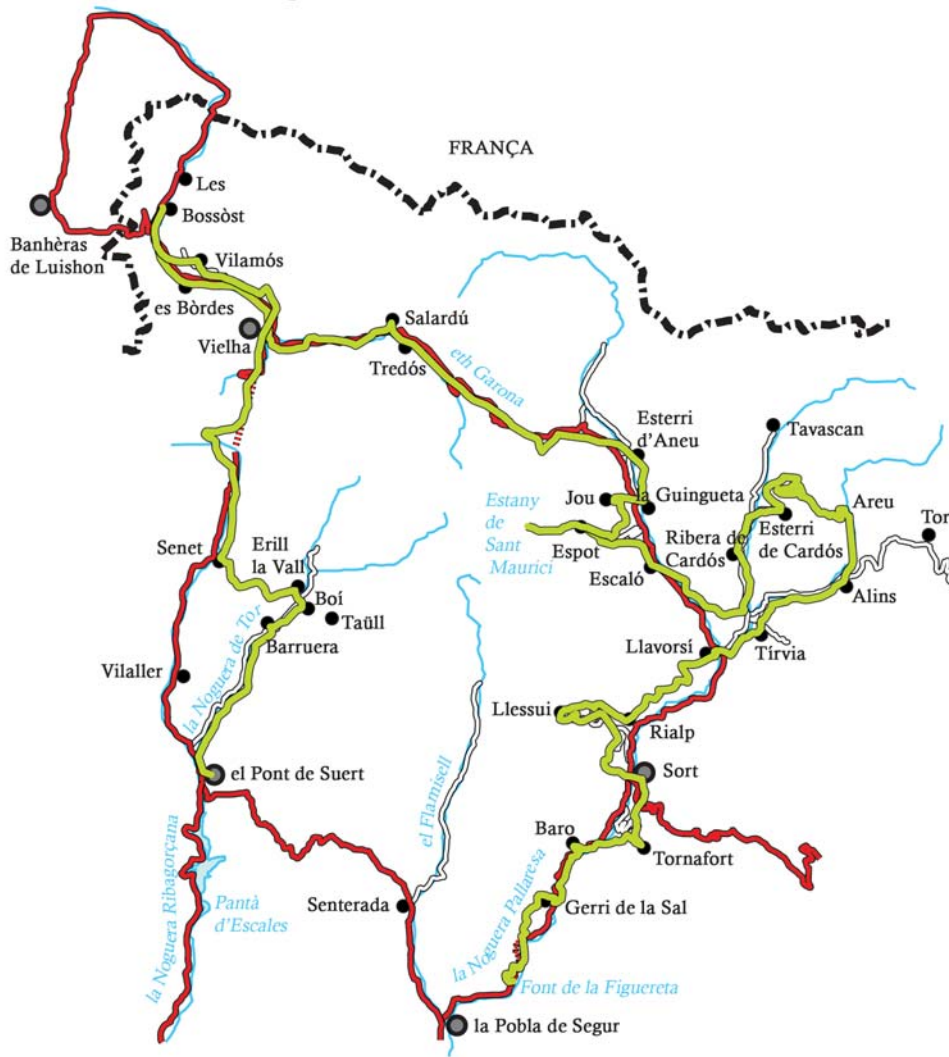 FRANÇA
Les
Bossòst
Banhèras
de Luishon
Vilamós
es Bòrdes
Vielha
Salardú
Tredós
eth Garona
Esterri
d'Aneu
Tavascan
Jou
la Guingueta
Areu
Estany
de
Sant
Maurici
Espot
Ribera de
Cardós
Esterri
de Cardós
Tor
Escaló
Senet
Erill
la Vall
Boí
Taüll
Alins
Barruera
la Noguera de Tor
Llavorsí
Tírvia
Vilaller
Llessui
Rialp
el Pont de Suert
Sort
el Flamisell
Baro
Tornafort
la Noguera Ribagorçana
Pantà
d'Escales
Senterada
la Noguera Pallaresa
Gerri de la Sal
Font de la Figuereta
la Pobla de Segur